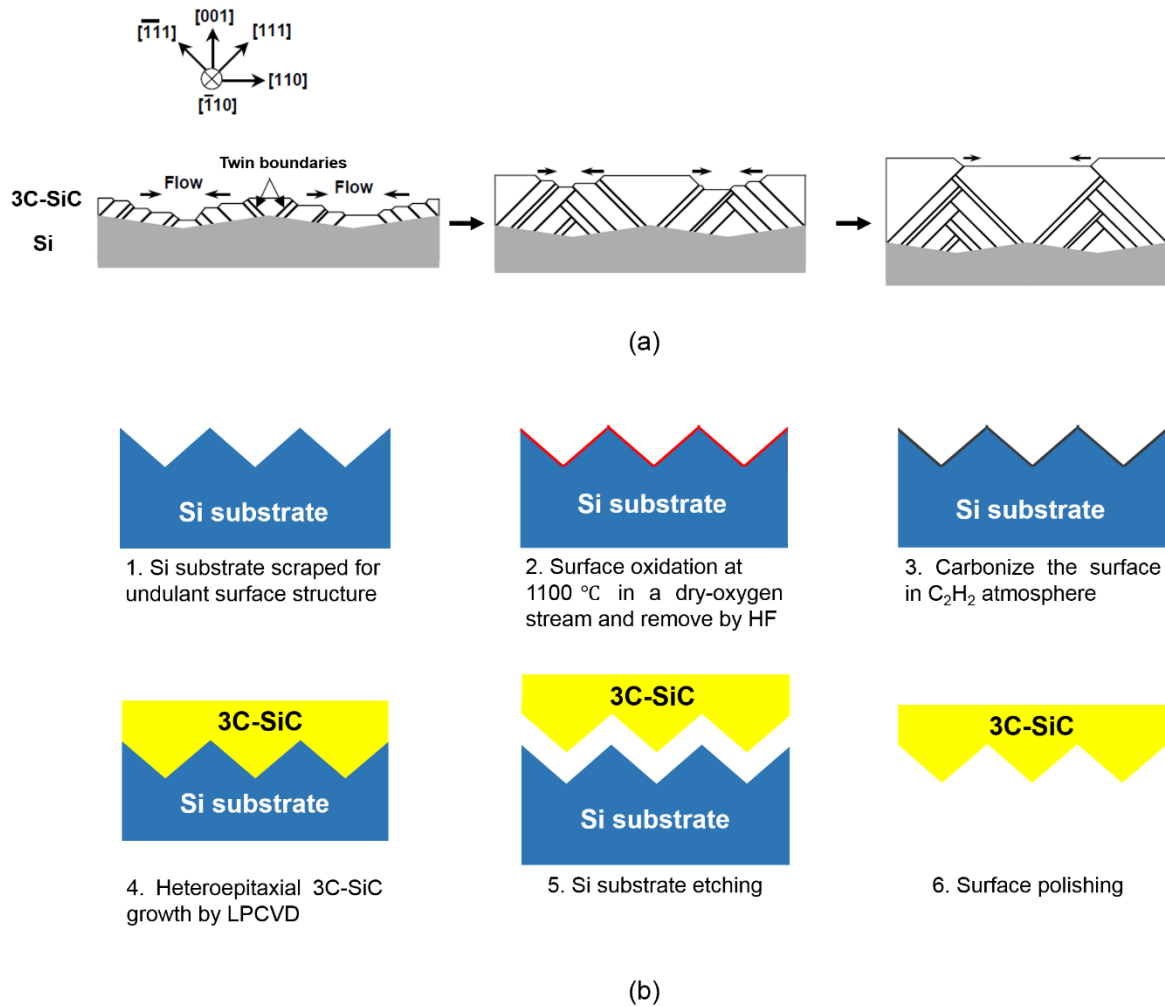 [001]
[1̅1̅1] [111]
[110]
[1̅10]
Twin boundaries
Flow Flow
3C-SiC
Si
(a)
Si substrate Si substrate Si substrate
1. Si substrate scraped for
undulant surface structure
2. Surface oxidation at
1100 ℃ in a dry-oxygen
stream and remove by HF
3. Carbonize the surface
in C₂H₂ atmosphere
3C-SiC
Si substrate
3C-SiC
Si substrate
3C-SiC
4. Heteroepitaxial 3C-SiC
growth by LPCVD
5. Si substrate etching
6. Surface polishing
(b)